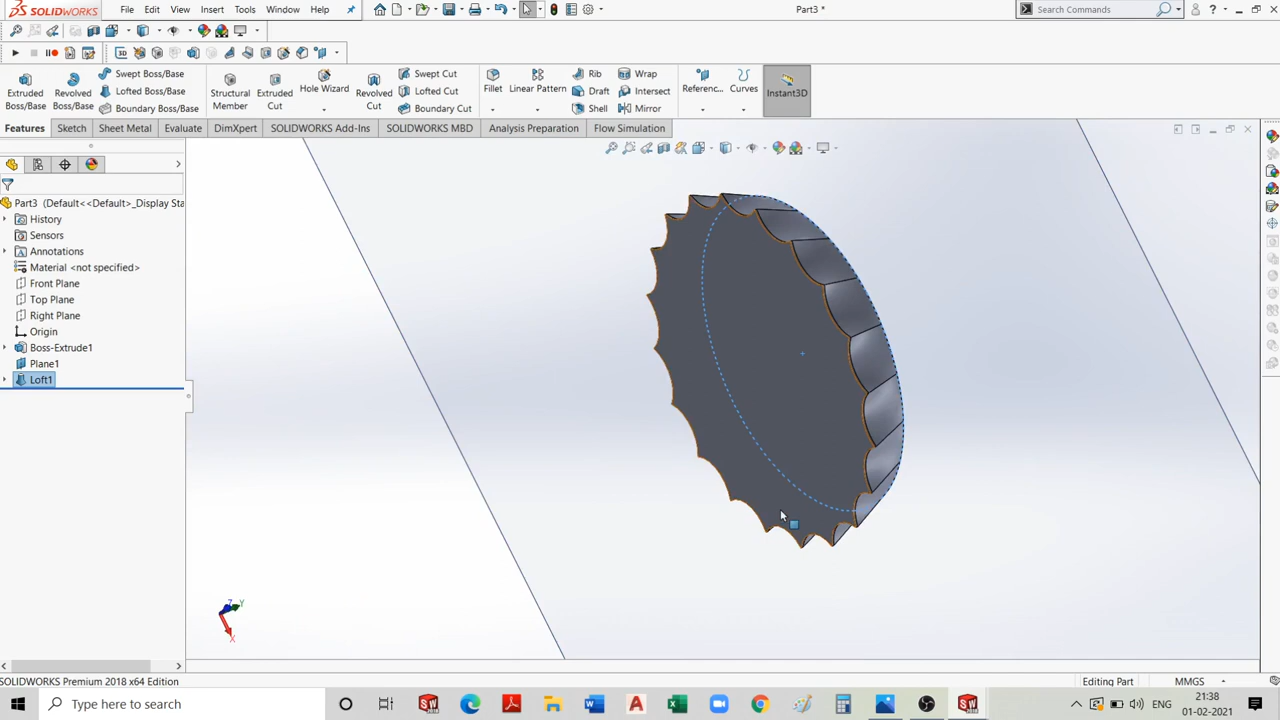 SOLIDWORKS File Edit View Insert Tools Window Help Part3 * Search Commands
3D
Extruded Boss/Base
Revolved Boss/Base
Swept Boss/Base
Lofted Boss/Base
Boundary Boss/Base
Structural Member
Extruded Cut
Hole Wizard
Revolved Cut
Swept Cut
Lofted Cut
Boundary Cut
Fillet
Linear Pattern
Rib
Draft
Shell
Wrap
Intersect
Mirror
Referenc...
Curves
Instant3D
Features Sketch Sheet Metal Evaluate DimXpert SOLIDWORKS Add-Ins SOLIDWORKS MBD Analysis Preparation Flow Simulation
Part3 (Default<<Default>_Display Sta
History
Sensors
Annotations
Material <not specified>
Front Plane
Top Plane
Right Plane
Origin
Boss-Extrude1
Plane1
Loft1
Z Y
X
SOLIDWORKS Premium 2018 x64 Edition Editing Part MMGS
Type here to search
ENG
21:38
01-02-2021